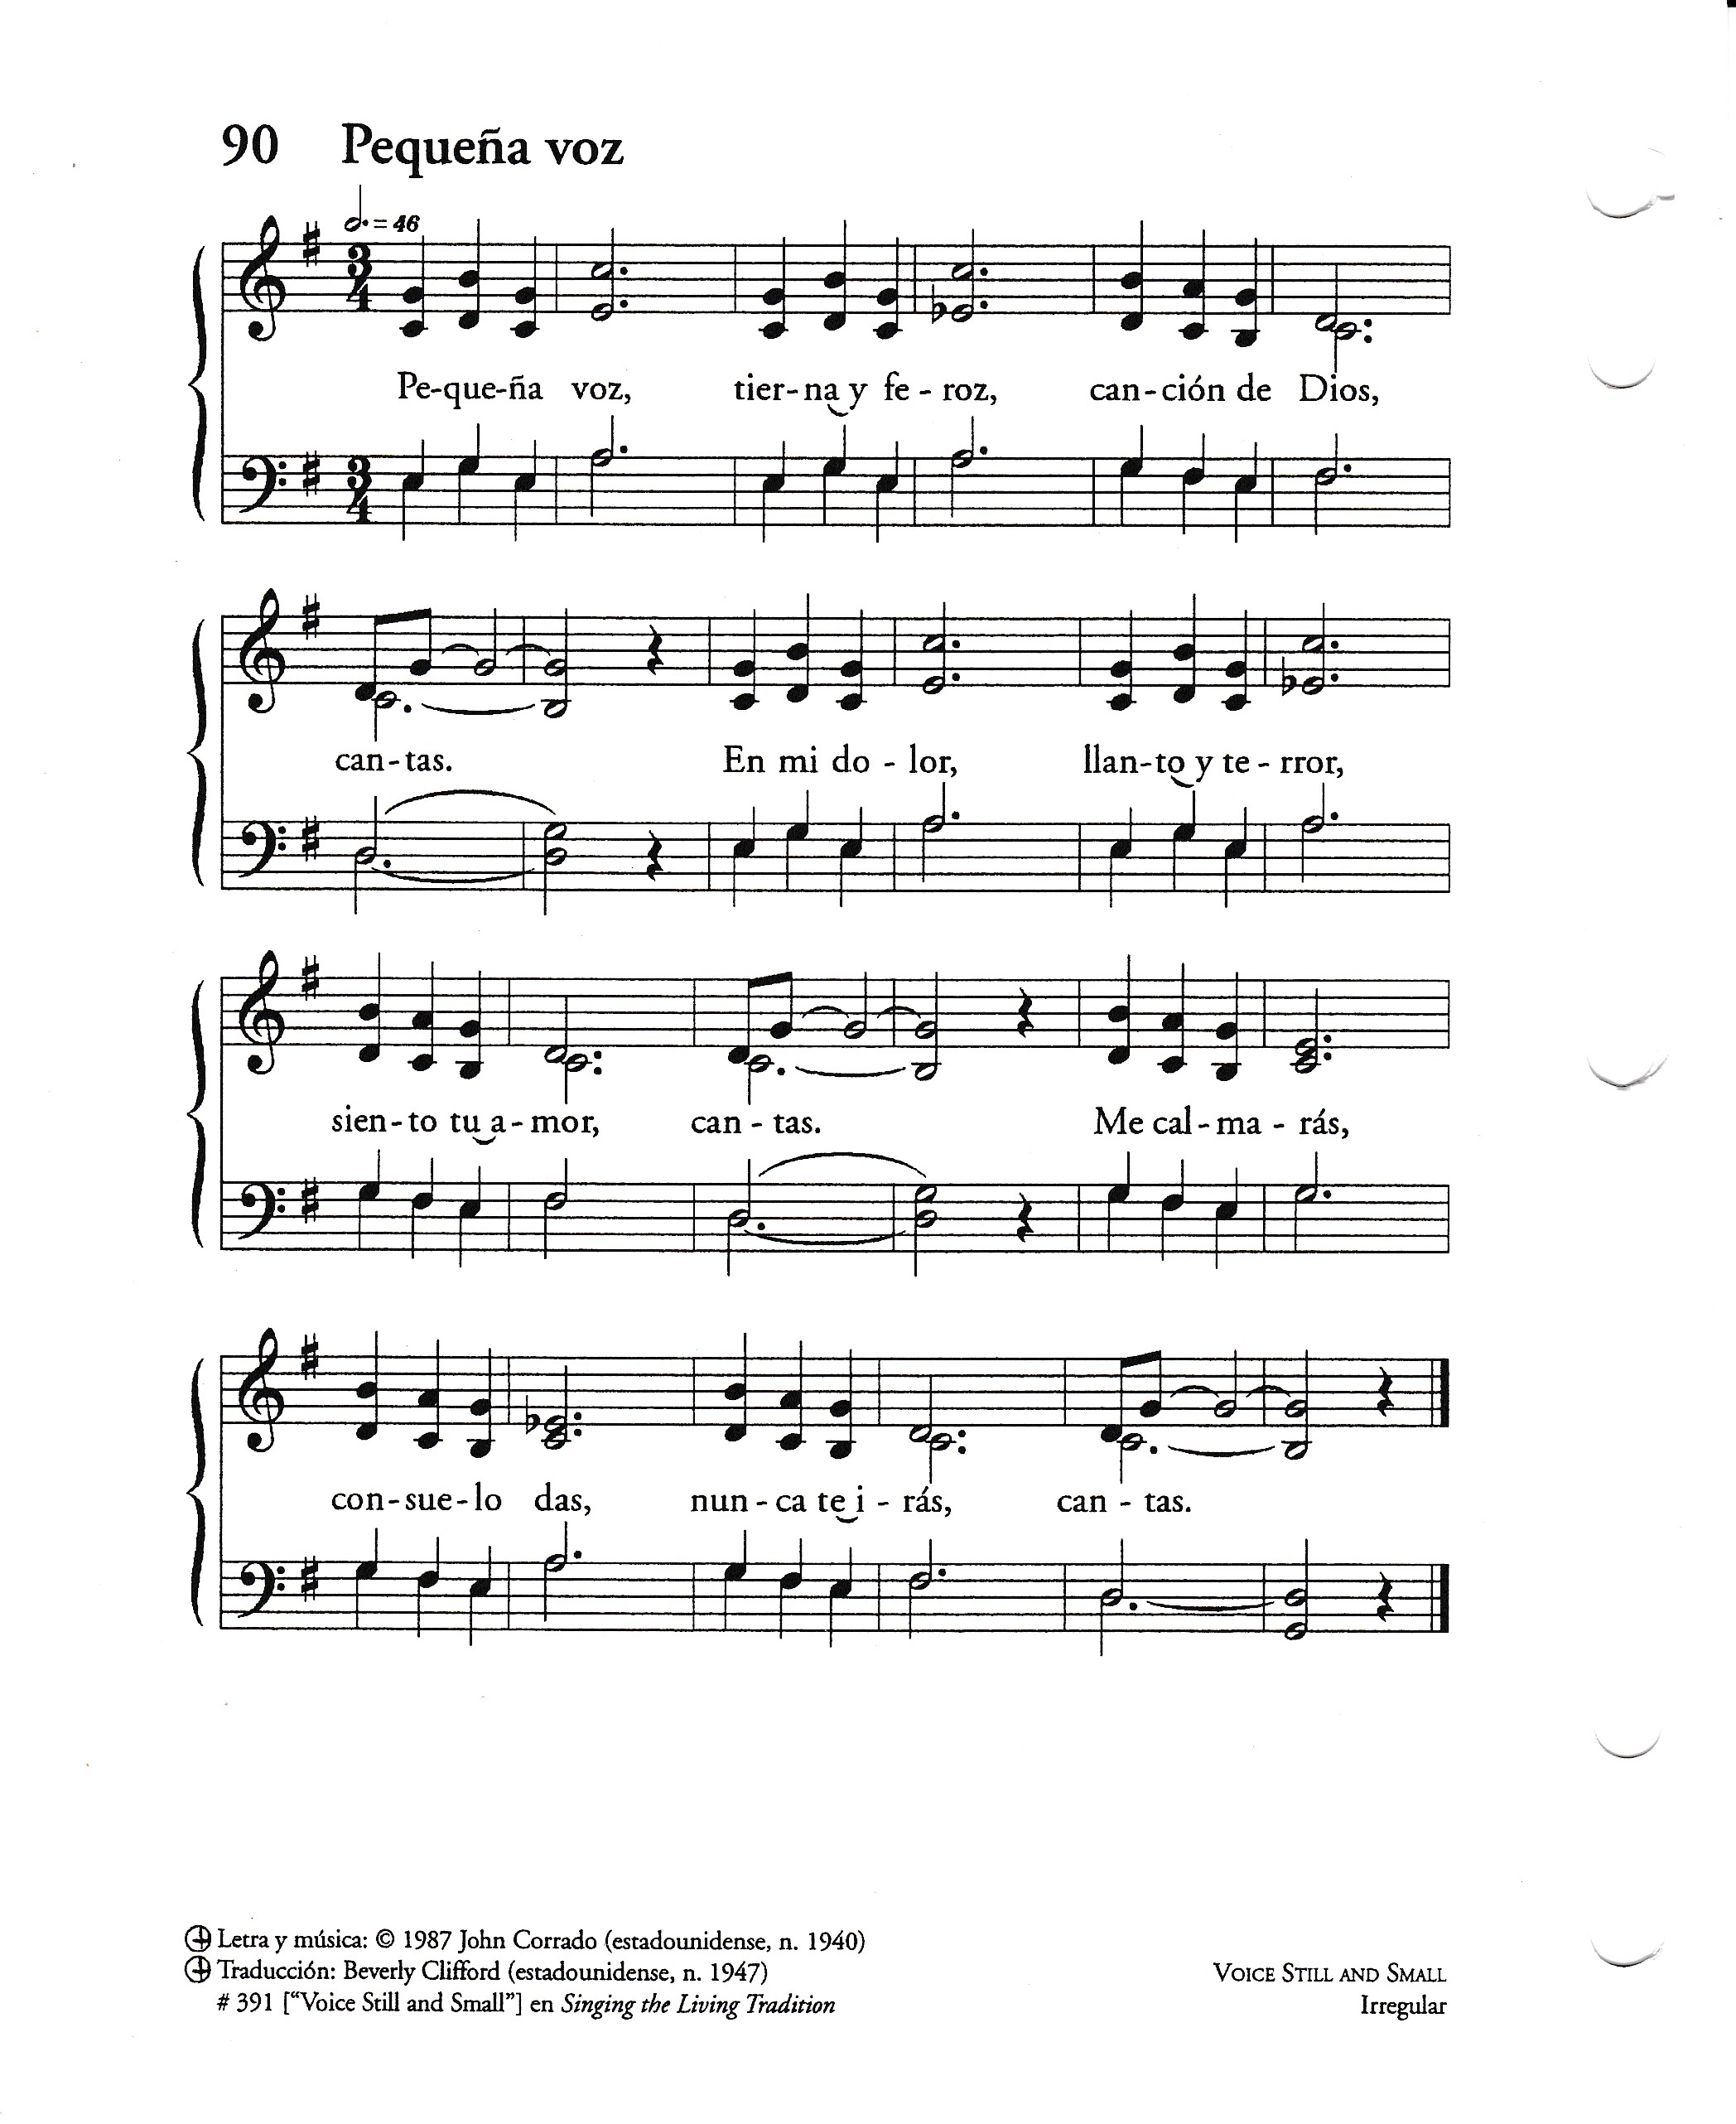 90 Pequeña voz
= 46
3
4
Pe-que-ña voz, tier-na y fe-roz, can-ción de Dios,
3
4
can-tas. En mi do-lor, llan-to y te-rror,
sien-to tu a-mor, can-tas. Me cal-ma-rás,
con-sue-lo das, nun-ca te i-rás, can-tas.
Letra y música: © 1987 John Corrado (estadounidense, n. 1940)
Traducción: Beverly Clifford (estadounidense, n. 1947)
# 391 ["Voice Still and Small"] en Singing the Living Tradition
VOICE STILL AND SMALL
Irregular